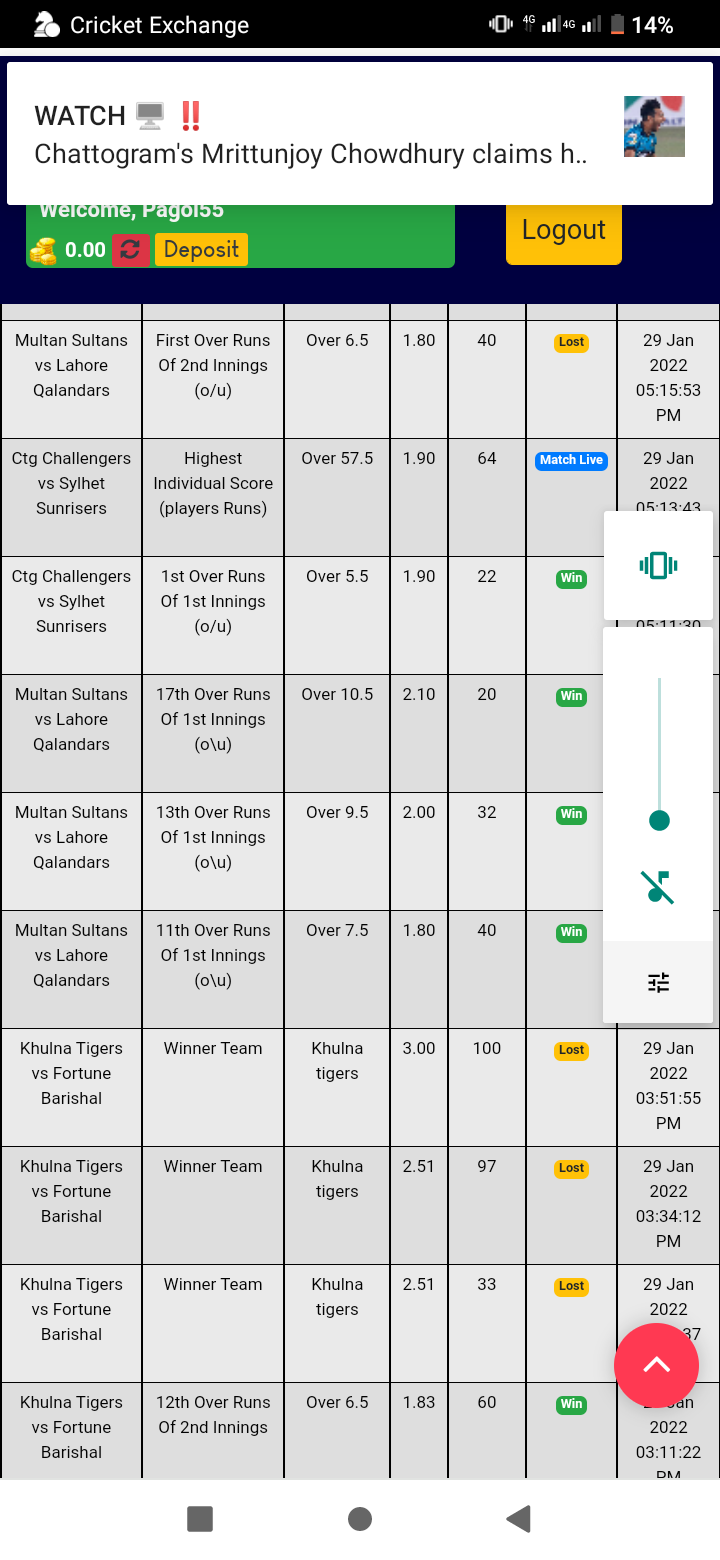 Cricket Exchange
4G 4G 14%
WATCH 🖥️ ‼️
Chattogram's Mrittunjoy Chowdhury claims h..
Welcome, Pagol55
0.00 Deposit
Logout
Multan Sultans First Over Runs Over 6.5 1.80 40 Lost 29 Jan
vs Lahore Of 2nd Innings 2022
Qalandars (o/u) 05:15:53
PM
Ctg Challengers Highest Over 57.5 1.90 64 Match Live 29 Jan
vs Sylhet Individual Score 2022
Sunrisers (players Runs) 05:13:43
Ctg Challengers 1st Over Runs Over 5.5 1.90 22 Win
vs Sylhet Of 1st Innings
Sunrisers (o/u) 05:11:30
Multan Sultans 17th Over Runs Over 10.5 2.10 20 Win
vs Lahore Of 1st Innings
Qalandars (o\u)
Multan Sultans 13th Over Runs Over 9.5 2.00 32 Win
vs Lahore Of 1st Innings
Qalandars (o\u)
Multan Sultans 11th Over Runs Over 7.5 1.80 40 Win
vs Lahore Of 1st Innings
Qalandars (o\u)
Khulna Tigers Winner Team Khulna 3.00 100 Lost 29 Jan
vs Fortune tigers 2022
Barishal 03:51:55
PM
Khulna Tigers Winner Team Khulna 2.51 97 Lost 29 Jan
vs Fortune tigers 2022
Barishal 03:34:12
PM
Khulna Tigers Winner Team Khulna 2.51 33 Lost 29 Jan
vs Fortune tigers 2022
Barishal 37
Khulna Tigers 12th Over Runs Over 6.5 1.83 60 Win Jan
vs Fortune Of 2nd Innings 2022
Barishal 03:11:22
PM